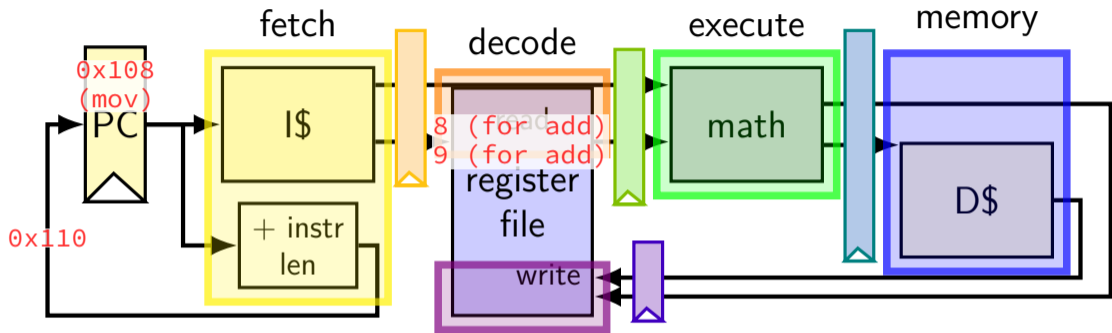 fetch
decode
execute
memory
0x108
(mov)
PC
I$
read
8 (for add)
9 (for add)
math
register
file
D$
+ instr
len
0x110
write